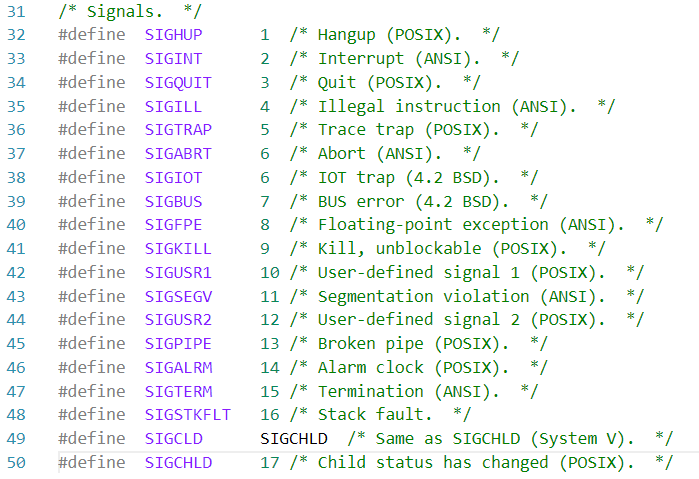 31 /* Signals.  */
32 #define  SIGHUP      1  /* Hangup (POSIX).  */
33 #define  SIGINT      2  /* Interrupt (ANSI).  */
34 #define  SIGQUIT     3  /* Quit (POSIX).  */
35 #define  SIGILL      4  /* Illegal instruction (ANSI).  */
36 #define  SIGTRAP     5  /* Trace trap (POSIX).  */
37 #define  SIGABRT     6  /* Abort (ANSI).  */
38 #define  SIGIOT      6  /* IOT trap (4.2 BSD).  */
39 #define  SIGBUS      7  /* BUS error (4.2 BSD).  */
40 #define  SIGFPE      8  /* Floating-point exception (ANSI).  */
41 #define  SIGKILL     9  /* Kill, unblockable (POSIX).  */
42 #define  SIGUSR1     10 /* User-defined signal 1 (POSIX).  */
43 #define  SIGSEGV     11 /* Segmentation violation (ANSI).  */
44 #define  SIGUSR2     12 /* User-defined signal 2 (POSIX).  */
45 #define  SIGPIPE     13 /* Broken pipe (POSIX).  */
46 #define  SIGALRM     14 /* Alarm clock (POSIX).  */
47 #define  SIGTERM     15 /* Termination (ANSI).  */
48 #define  SIGSTKFLT   16 /* Stack fault.  */
49 #define  SIGCLD      SIGCHLD  /* Same as SIGCHLD (System V).  */
50 #define  SIGCHLD     17 /* Child status has changed (POSIX).  */